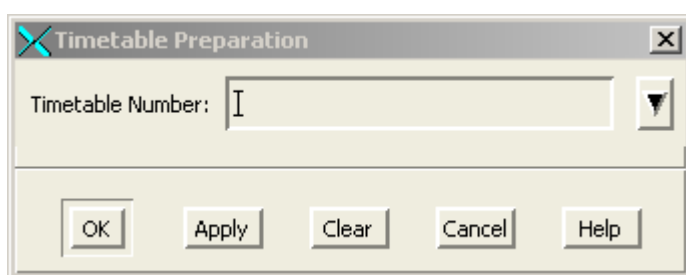 Timetable Preparation
Timetable Number:
OK Apply Clear Cancel Help